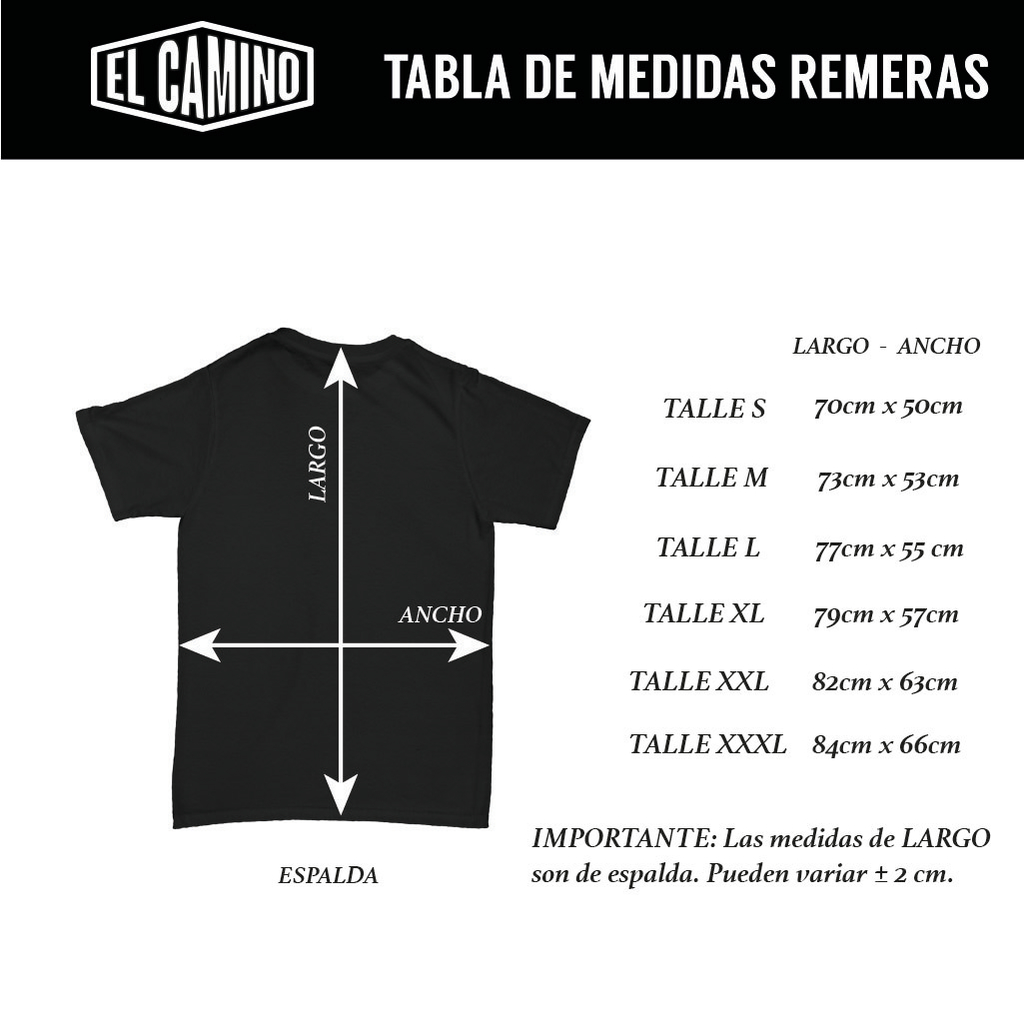 EL CAMINO
TABLA DE MEDIDAS REMERAS
LARGO - ANCHO
TALLE S 70cm x 50cm
TALLE M 73cm x 53cm
TALLE L 77cm x 55 cm
TALLE XL 79cm x 57cm
TALLE XXL 82cm x 63cm
TALLE XXXL 84cm x 66cm
LARGO
ANCHO
ESPALDA
IMPORTANTE: Las medidas de LARGO
son de espalda. Pueden variar ± 2 cm.